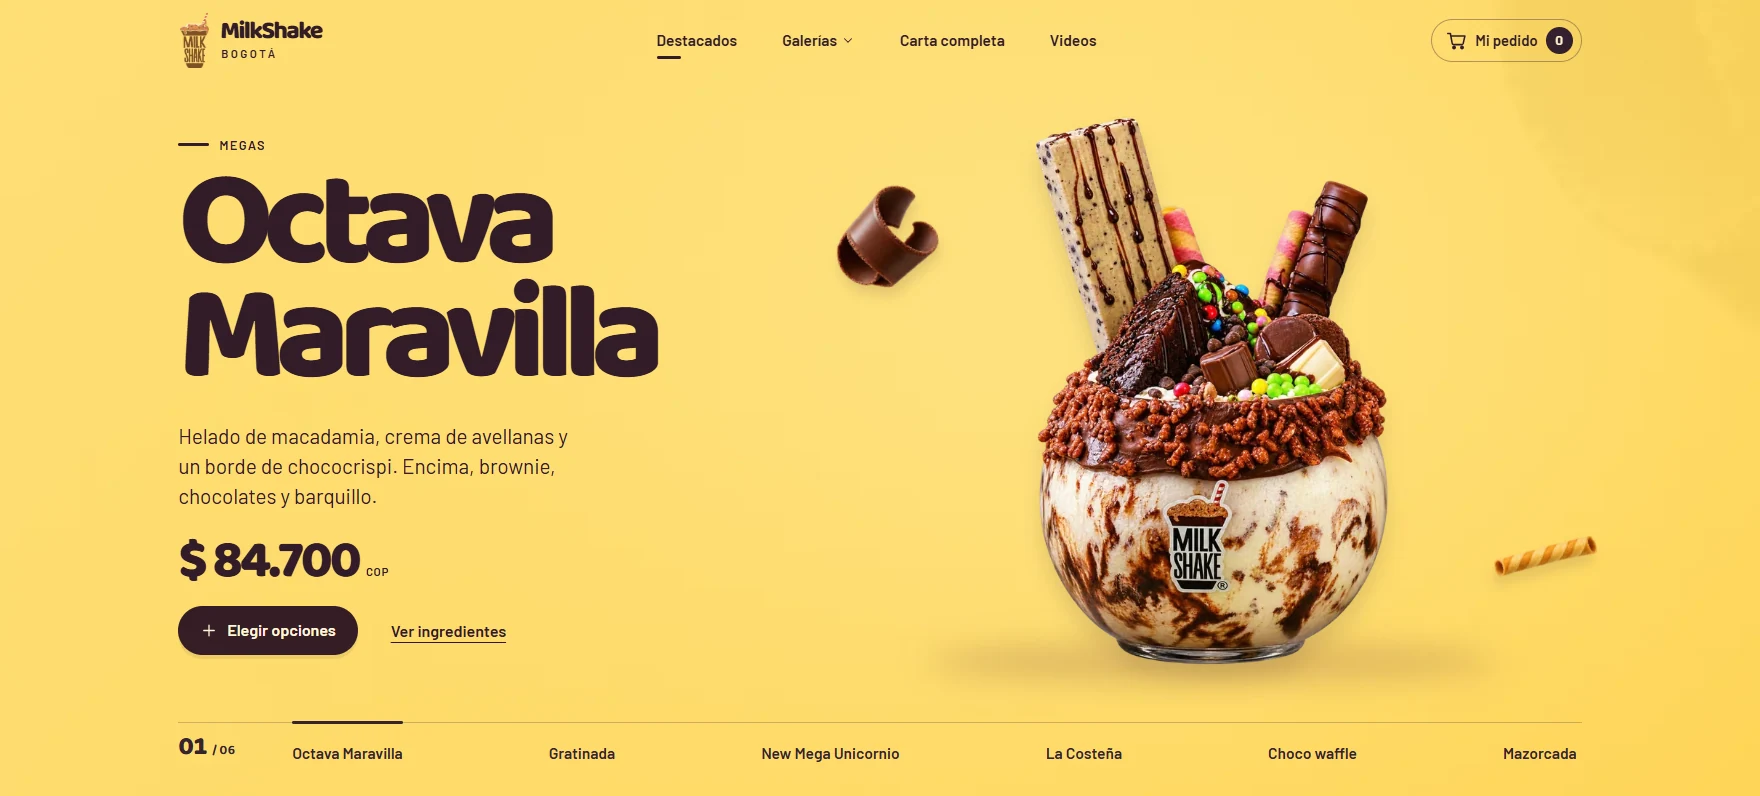 MILK
SHAKE
MilkShake
BOGOTÁ
Destacados
Galerías
Carta completa
Videos
Mi pedido
0
MEGAS
Octava
Maravilla
Helado de macadamia, crema de avellanas y
un borde de chococrispi. Encima, brownie,
chocolates y barquillo.
$ 84.700 COP
+ Elegir opciones
Ver ingredientes
MILK
SHAKE
®
01 / 06
Octava Maravilla
Gratinada
New Mega Unicornio
La Costeña
Choco waffle
Mazorcada